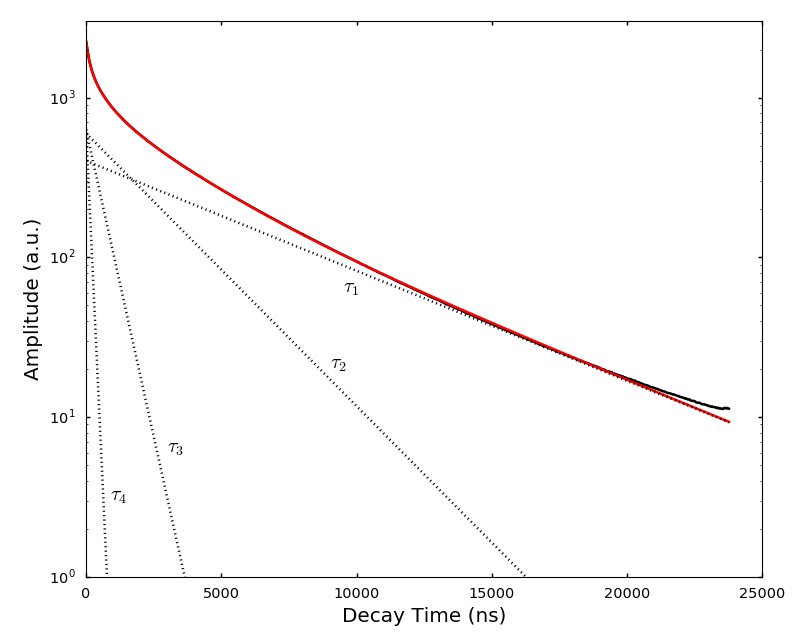 Amplitude (a.u.)
10³
10²
10¹
10⁰
τ₁
τ₂
τ₃
τ₄
0 5000 10000 15000 20000 25000
Decay Time (ns)